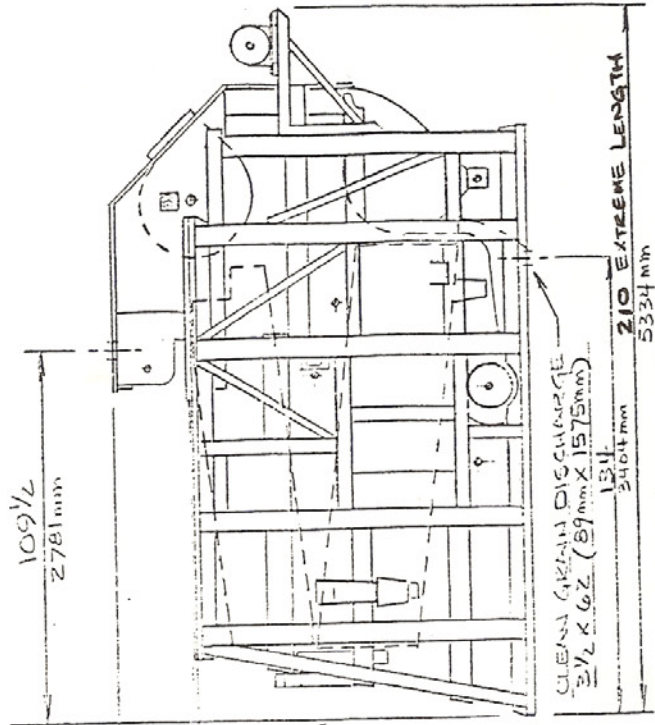 109½
2781mm
CLEAN GRAIN DISCHARGE
3½ X 62 (89mm X 1575mm)
134
3404mm
210 EXTREME LENGTH
5334mm